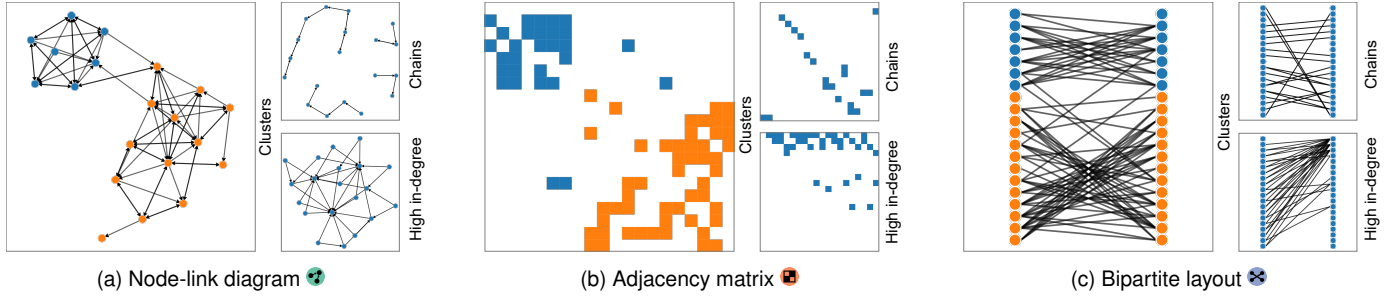 Clusters
Chains
High in-degree
Clusters
Chains
High in-degree
Clusters
Chains
High in-degree
(a) Node-link diagram
(b) Adjacency matrix
(c) Bipartite layout